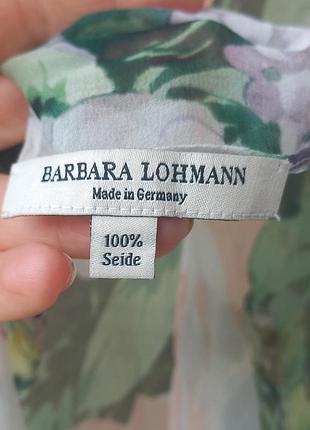 BARBARA LOHMANN
Made in Germany
100%
Seide